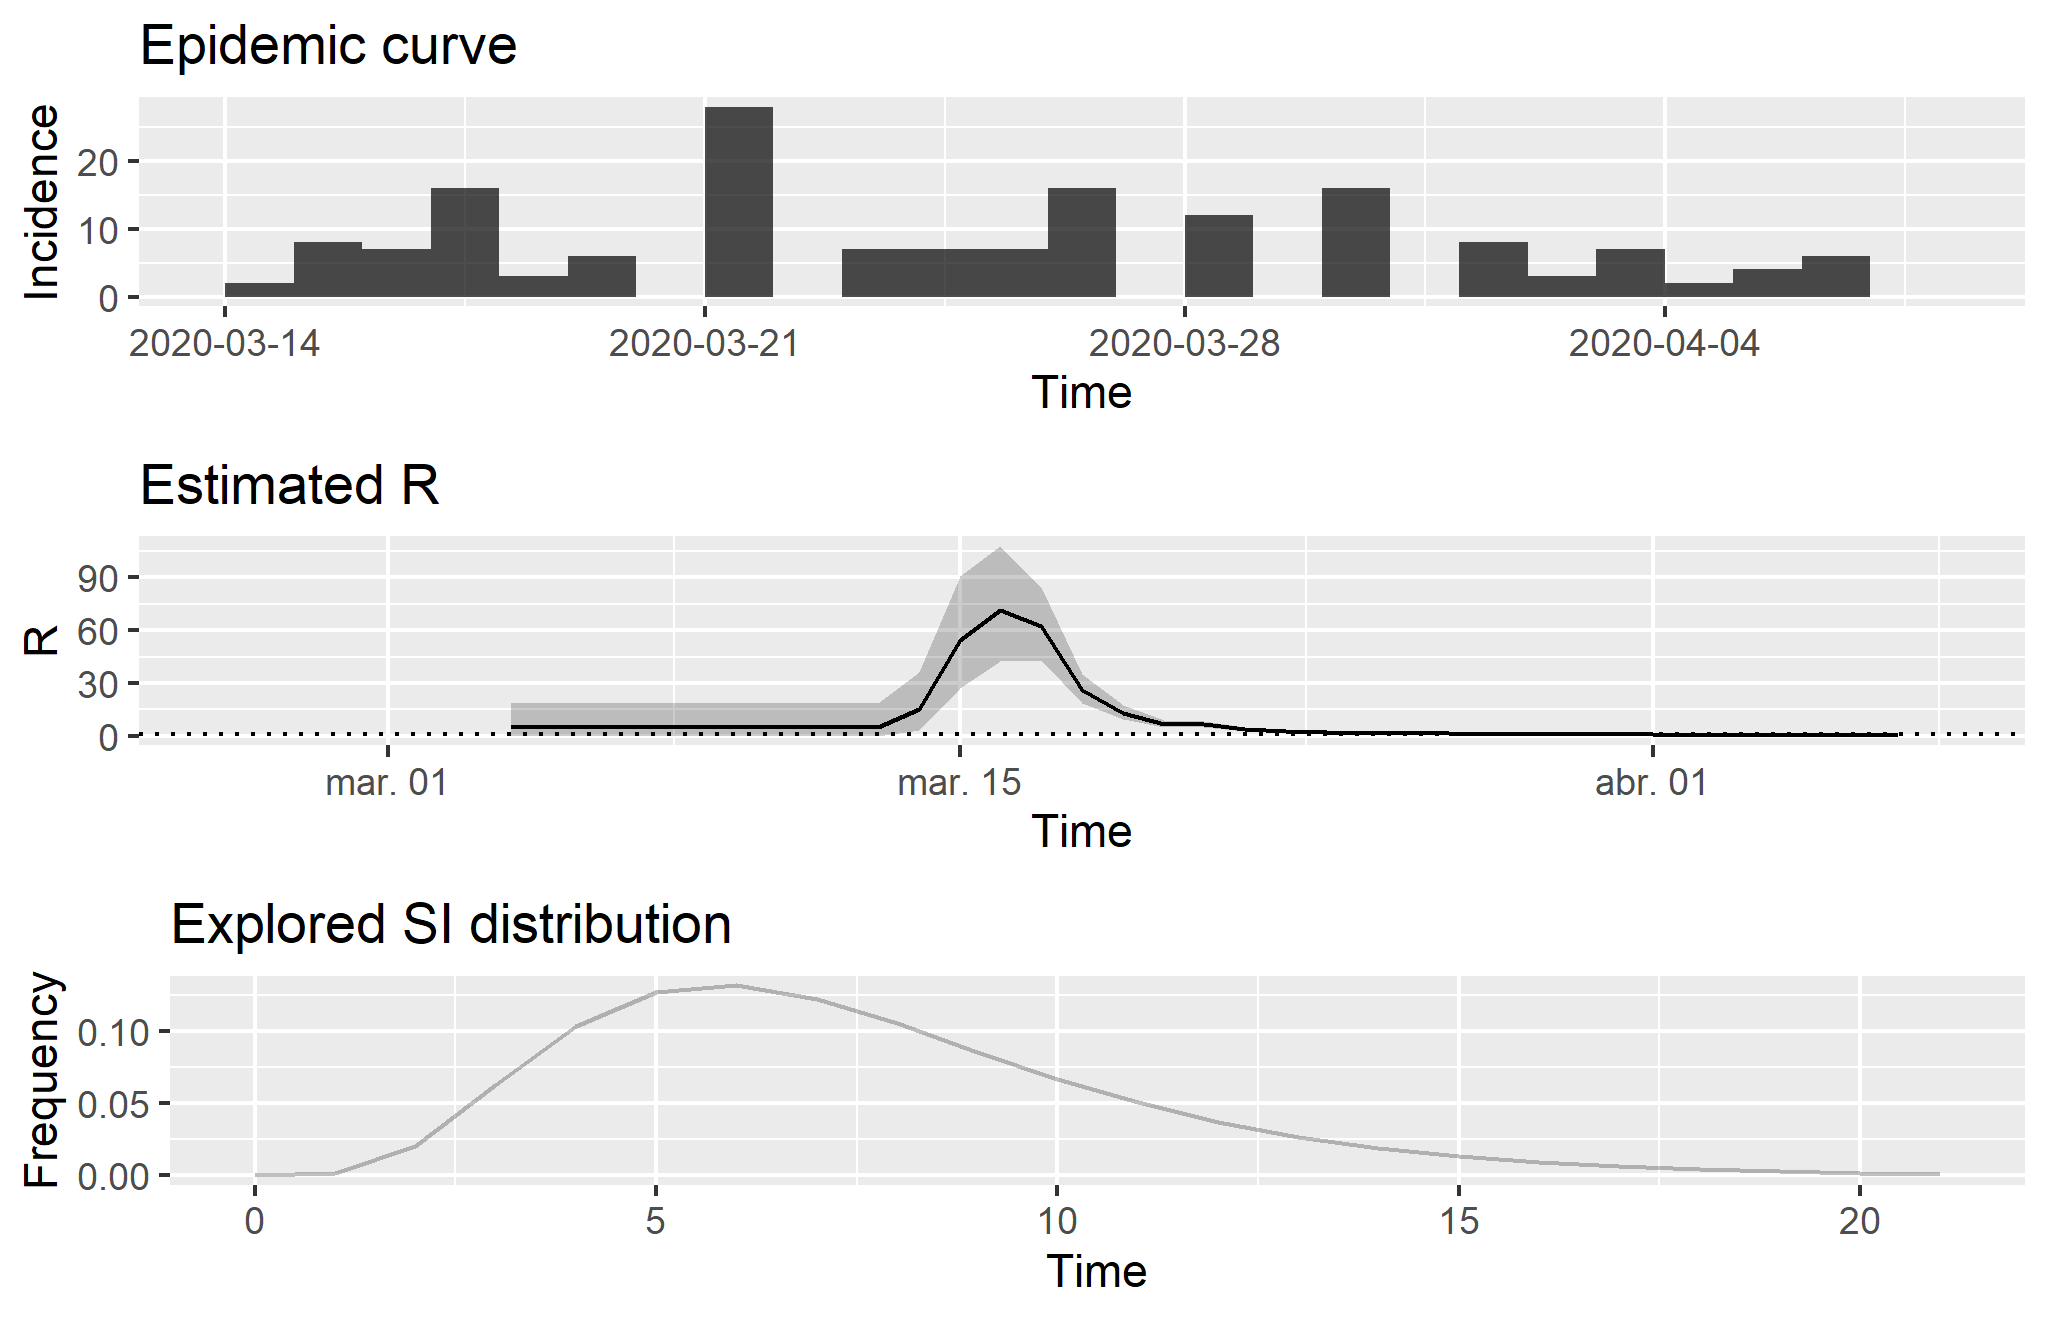 Epidemic curve
Incidence
20
10
0
2020-03-14 2020-03-21 2020-03-28 2020-04-04
Time
Estimated R
R
90
60
30
0
mar. 01 mar. 15 abr. 01
Time
Explored SI distribution
Frequency
0.10
0.05
0.00
0 5 10 15 20
Time